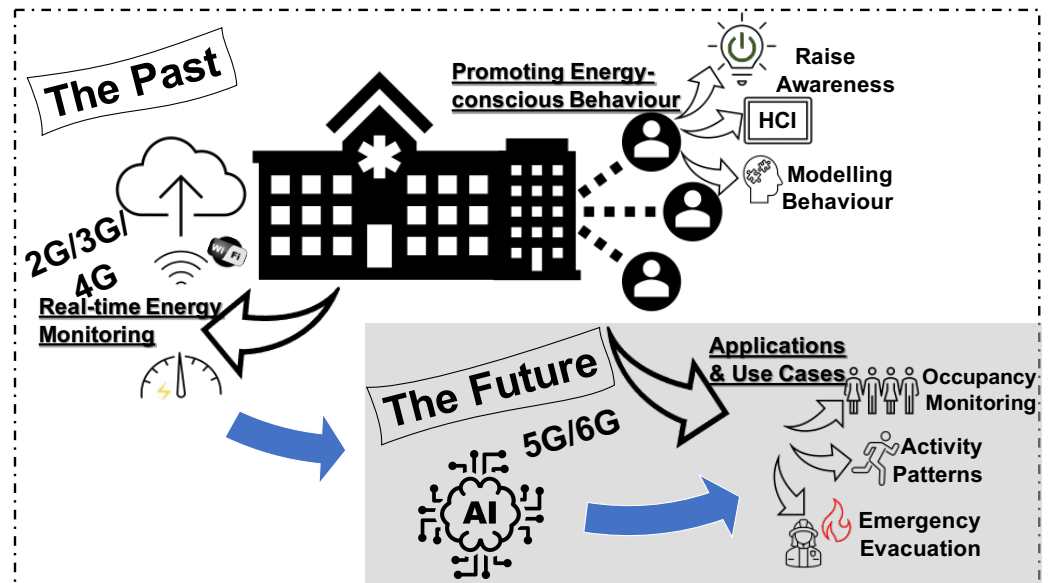 The Past
Promoting Energy-
conscious Behaviour
Raise
Awareness
HCI
Modelling
Behaviour
2G/3G/
4G
Wi
Fi
Real-time Energy
Monitoring
The Future
5G/6G
AI
Applications
& Use Cases
Occupancy
Monitoring
Activity
Patterns
Emergency
Evacuation